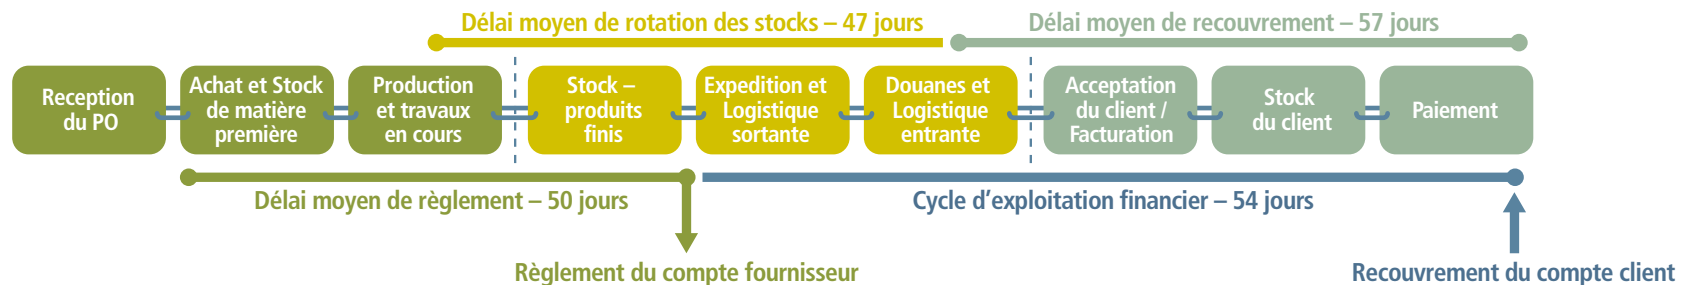 Délai moyen de rotation des stocks – 47 jours
Délai moyen de recouvrement – 57 jours
Reception
du PO
Achat et Stock
de matière
première
Production
et travaux
en cours
Stock –
produits
finis
Expedition et
Logistique
sortante
Douanes et
Logistique
entrante
Acceptation
du client /
Facturation
Stock
du client
Paiement
Délai moyen de règlement – 50 jours
Cycle d’exploitation financier – 54 jours
Règlement du compte fournisseur
Recouvrement du compte client